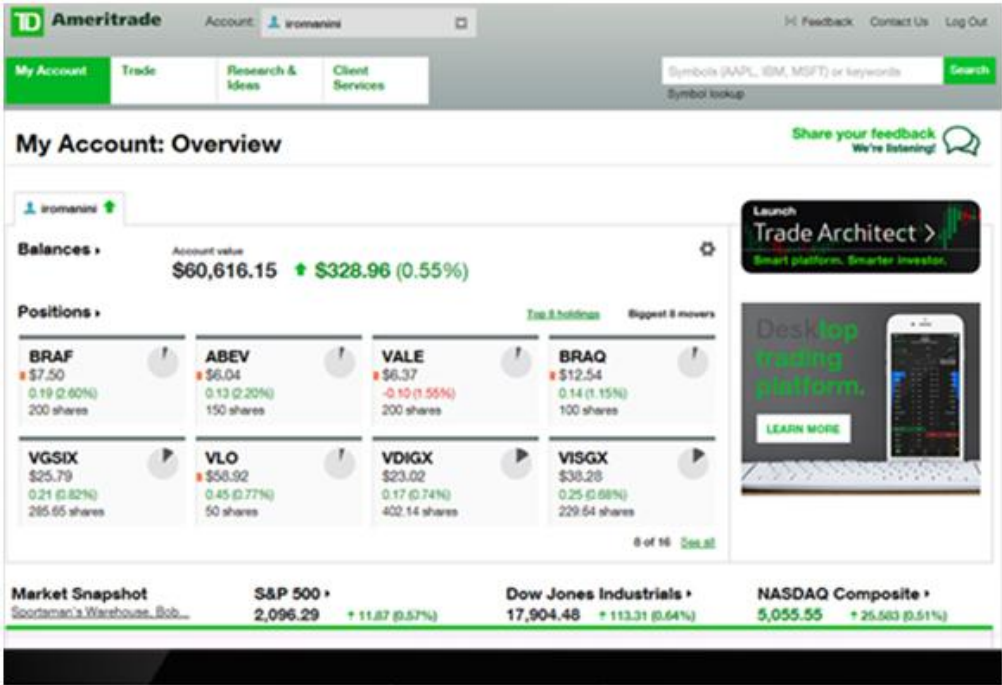 TD Ameritrade
Account: iromanini
Feedback Contact Us Log Out
My Account
Trade
Research & Ideas
Client Services
Symbols (AAPL, IBM, MSFT) or keywords
Search
Symbol lookup
My Account: Overview
Share your feedback
We're listening!
iromanini
Balances
Account value
$60,616.15 $328.96 (0.55%)
Positions
Top 8 holdings Biggest 8 movers
BRAF
$7.50
0.19 (2.60%)
200 shares
ABEV
$6.04
0.13 (2.20%)
150 shares
VALE
$6.37
-0.10 (1.55%)
200 shares
BRAQ
$12.54
0.14 (1.15%)
100 shares
VGSIX
$25.79
0.21 (0.82%)
285.65 shares
VLO
$58.92
0.45 (0.77%)
50 shares
VDIGX
$23.02
0.17 (0.74%)
402.14 shares
VISGX
$38.28
0.25 (0.68%)
229.64 shares
8 of 16 See all
Launch
Trade Architect >
Smart platform. Smarter investor.
Desktop
trading
platform.
LEARN MORE
Market Snapshot
Sportsman's Warehouse, Bob...
S&P 500
2,096.29 11.87 (0.57%)
Dow Jones Industrials
17,904.48 113.31 (0.64%)
NASDAQ Composite
5,055.55 25.583 (0.51%)